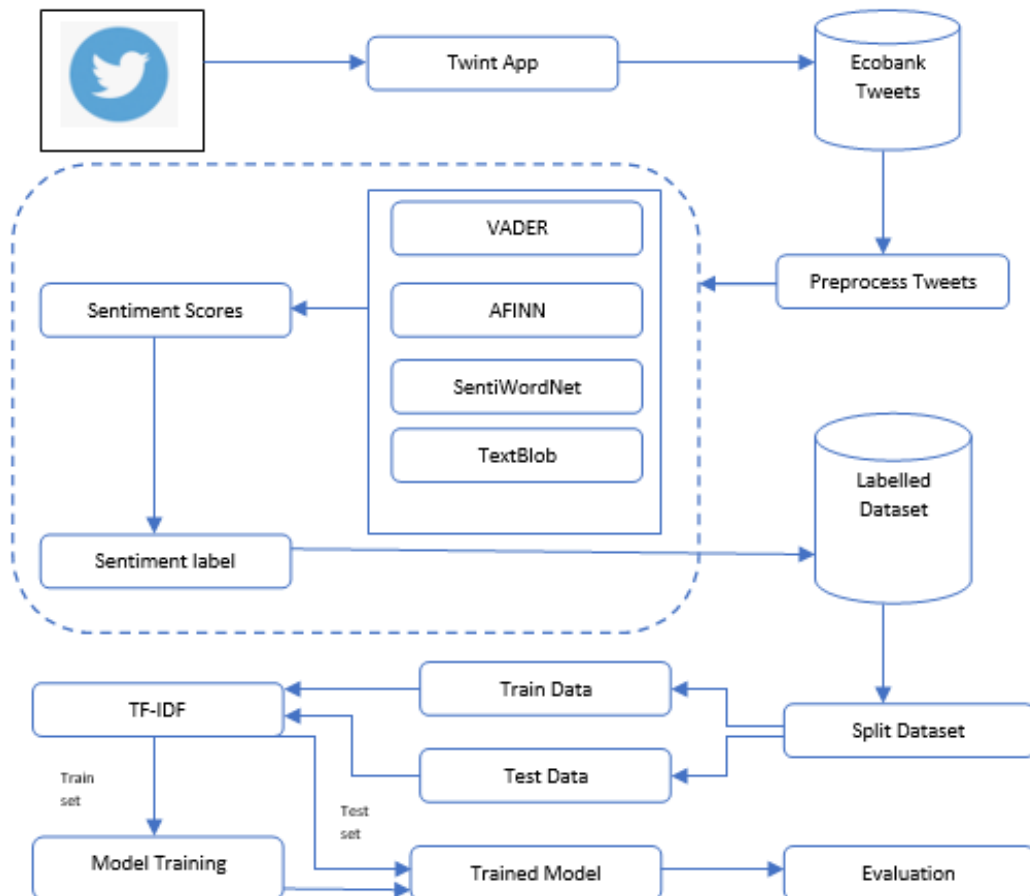 Twint App
Ecobank
Tweets
VADER
Preprocess Tweets
Sentiment Scores
AFINN
SentiWordNet
TextBlob
Labelled
Dataset
Sentiment label
Train Data
TF-IDF
Split Dataset
Test Data
Train
set
Test
set
Model Training
Trained Model
Evaluation